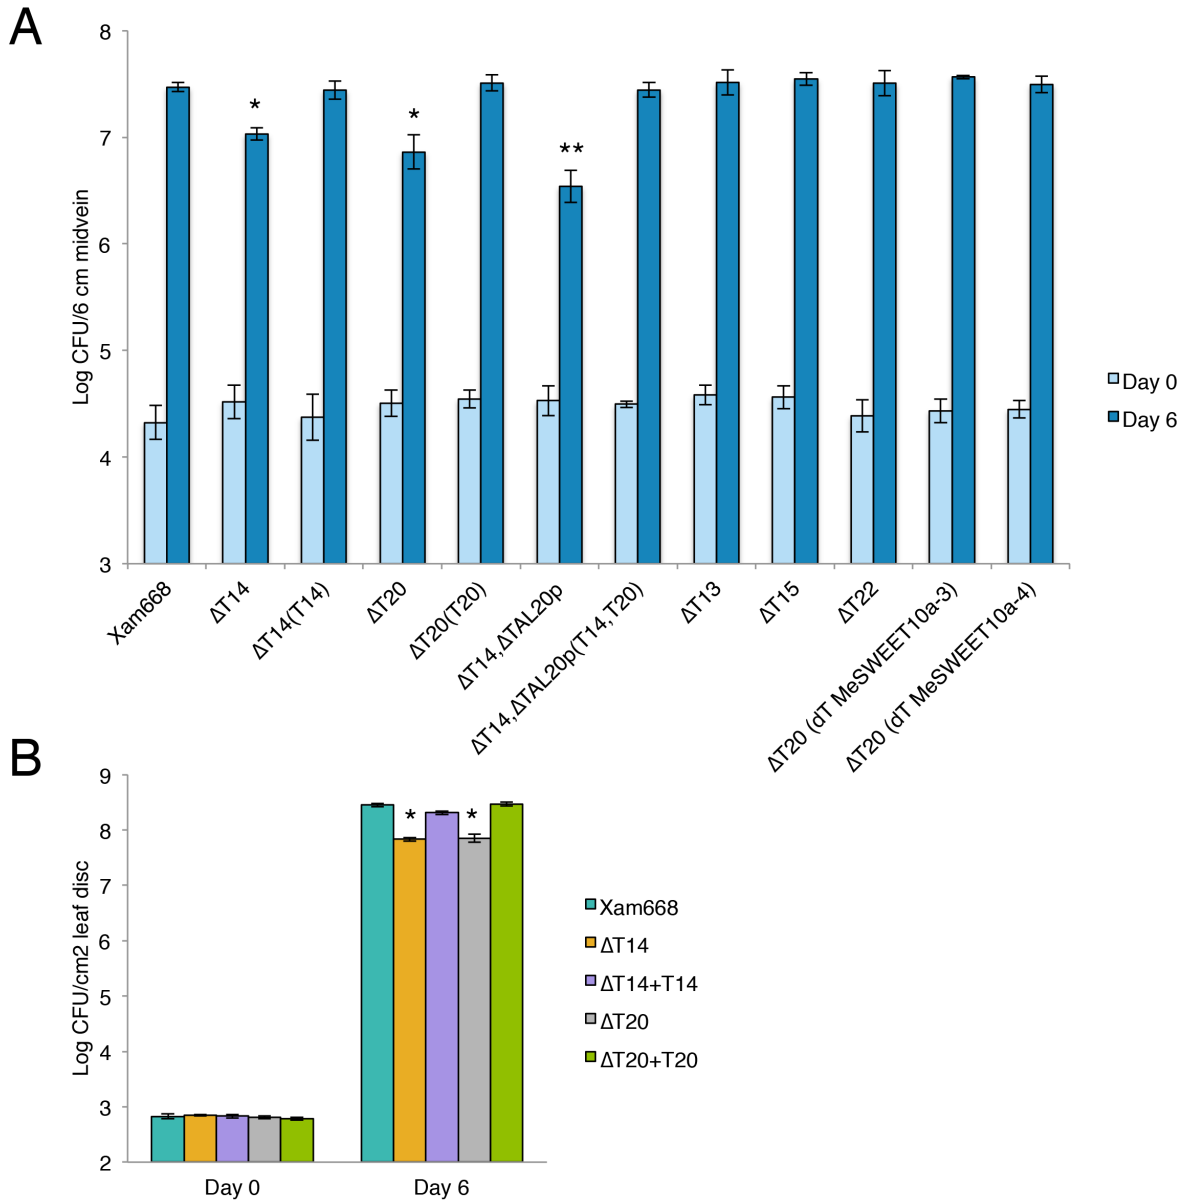 A
8
7
6
5
4
3
Log CFU/6 cm midvein
*
*
**
Day 0
Day 6
Xam668
ΔT14
ΔT14(T14)
ΔT20
ΔT20(T20)
ΔT14,ΔTAL20p
ΔT14,ΔTAL20p(T14,T20)
ΔT13
ΔT15
ΔT22
ΔT20 (dT MeSWEET10a-3)
ΔT20 (dT MeSWEET10a-4)
B
9
8
7
6
5
4
3
2
Log CFU/cm2 leaf disc
*
*
Day 0
Day 6
Xam668
ΔT14
ΔT14+T14
ΔT20
ΔT20+T20